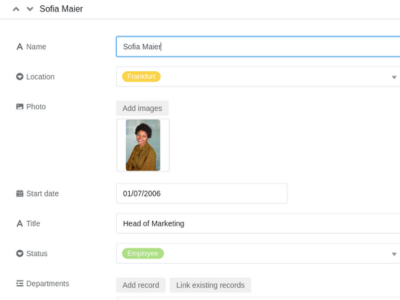 Sofia Maier
Name
Sofia Maier
Location
Frankfurt
Photo
Add images
Start date
01/07/2006
Title
Head of Marketing
Status
Employee
Departments
Add record
Link existing records